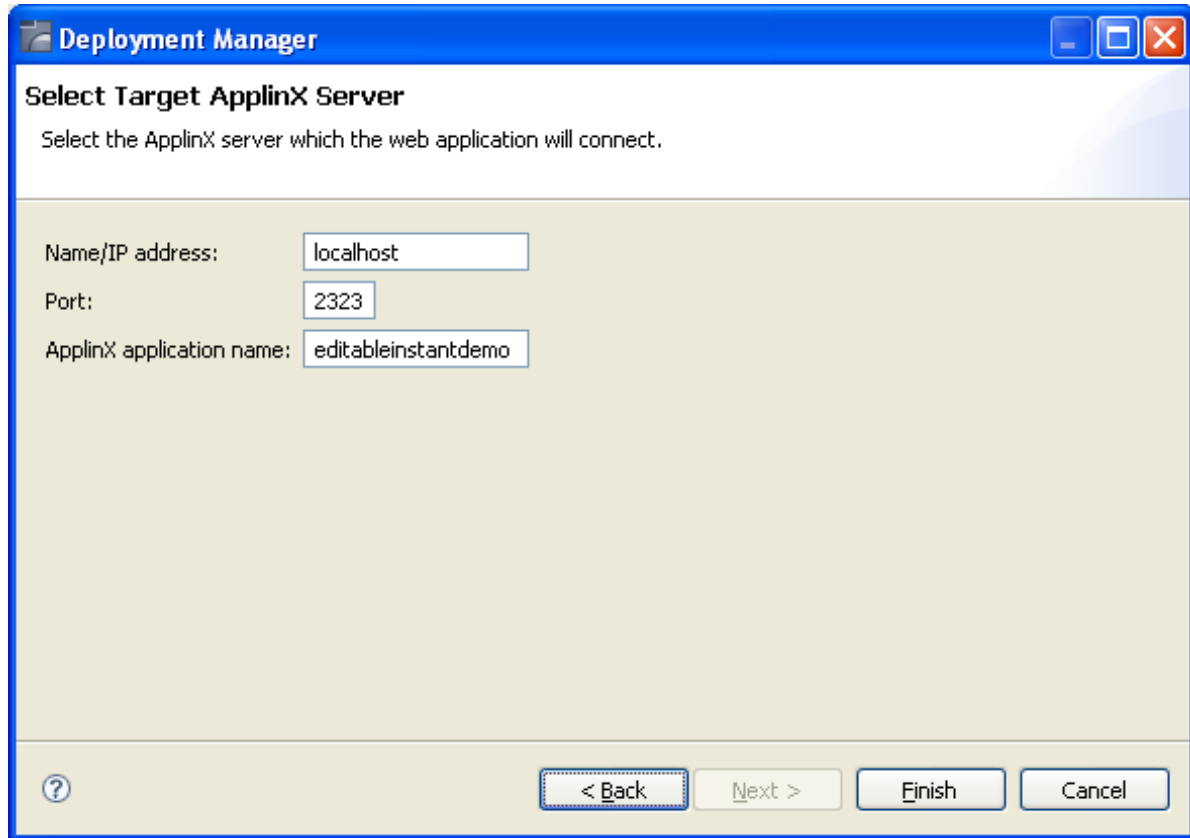 Deployment Manager
Select Target ApplinX Server
Select the ApplinX server which the web application will connect.
Name/IP address: localhost
Port: 2323
ApplinX application name: editableinstantdemo
? < Back Next > Finish Cancel